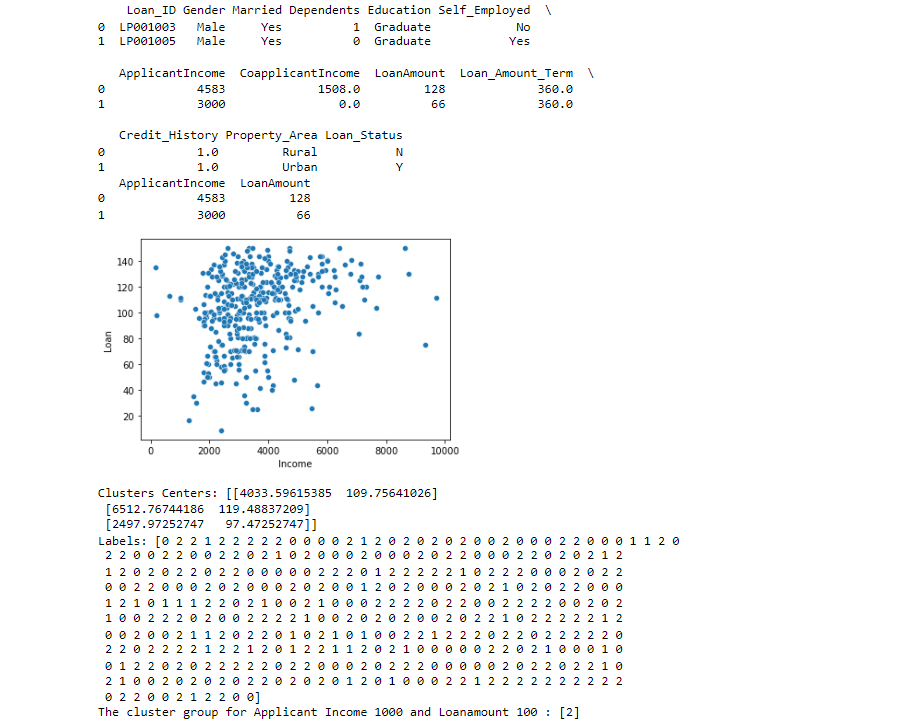 Loan_ID Gender Married Dependents Education Self_Employed \
0 LP001003 Male Yes 1 Graduate No
1 LP001005 Male Yes 0 Graduate Yes
ApplicantIncome CoapplicantIncome LoanAmount Loan_Amount_Term \
0 4583 1508.0 128 360.0
1 3000 0.0 66 360.0
Credit_History Property_Area Loan_Status
0 1.0 Rural N
1 1.0 Urban Y
ApplicantIncome LoanAmount
0 4583 128
1 3000 66
140
120
100
80
60
40
20
Loan
0 2000 4000 6000 8000 10000
Income
Clusters Centers: [[4033.59615385 109.75641026]
[6512.76744186 119.48837209]
[2497.97252747 97.47252747]]
Labels: [0 2 2 1 2 2 2 2 2 0 0 0 0 2 1 2 0 2 0 2 0 2 0 0 2 0 0 0 2 2 0 0 0 1 1 2 0
2 2 0 0 2 2 0 0 2 2 0 2 1 0 2 0 0 0 2 0 0 0 2 0 2 2 0 0 0 2 2 0 2 0 2 1 2
1 2 0 2 0 2 2 0 2 2 0 0 0 0 0 2 2 2 0 1 2 2 2 2 2 1 0 2 2 2 0 0 0 2 0 2 2
0 0 2 2 0 0 0 2 0 2 0 0 0 0 2 0 2 0 0 1 2 0 2 0 0 2 0 0 2 1 0 2 0 2 2 0 0 0
1 2 1 0 1 1 1 2 2 0 2 1 0 0 2 1 0 0 0 2 2 2 2 0 2 2 0 0 2 2 2 2 0 0 2 0 2
1 0 0 2 2 2 0 2 0 0 2 2 2 2 1 0 0 2 0 2 0 0 2 0 0 2 2 1 0 2 2 2 2 2 1 2
0 0 2 0 0 2 1 1 2 0 2 2 0 1 0 2 1 0 1 0 0 2 2 1 2 2 2 0 2 2 0 2 2 2 2 2 0
2 2 0 2 2 2 2 1 2 2 1 2 0 1 2 2 1 1 2 0 2 1 0 0 0 0 0 2 2 0 2 1 0 0 0 1 0
0 1 2 2 0 2 0 2 2 2 2 2 0 2 2 0 0 0 2 0 2 2 2 0 0 0 0 2 0 2 2 0 2 2 1 0
2 1 0 0 2 0 2 0 2 0 2 2 0 2 0 2 0 1 2 0 1 0 0 0 2 2 1 2 2 2 2 2 2 2 2 2
0 2 2 0 0 2 1 2 2 0 0]
The cluster group for Applicant Income 1000 and Loanamount 100 : [2]